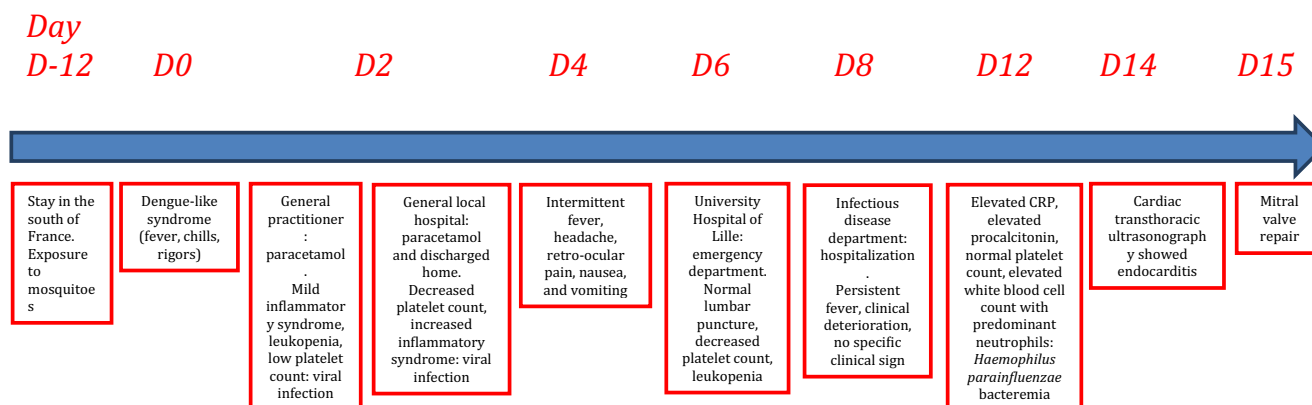 Day
D-12
D0
D2
D4
D6
D8
D12
D14
D15
Stay in the
south of
France.
Exposure
to
mosquitoe
s
Dengue-like
syndrome
(fever, chills,
rigors)
General
practitioner
:
paracetamol
.
Mild
inflammator
y syndrome,
leukopenia,
low platelet
count: viral
infection
General local
hospital:
paracetamol
and discharged
home.
Decreased
platelet count,
increased
inflammatory
syndrome: viral
infection
Intermittent
fever,
headache,
retro-ocular
pain, nausea,
and vomiting
University
Hospital of
Lille:
emergency
department.
Normal
lumbar
puncture,
decreased
platelet count,
leukopenia
Infectious
disease
department:
hospitalization
.
Persistent
fever, clinical
deterioration,
no specific
clinical sign
Elevated CRP,
elevated
procalcitonin,
normal platelet
count, elevated
white blood cell
count with
predominant
neutrophils:
Haemophilus
parainfluenzae
bacteremia
Cardiac
transthoracic
ultrasonograph
y showed
endocarditis
Mitral
valve
repair